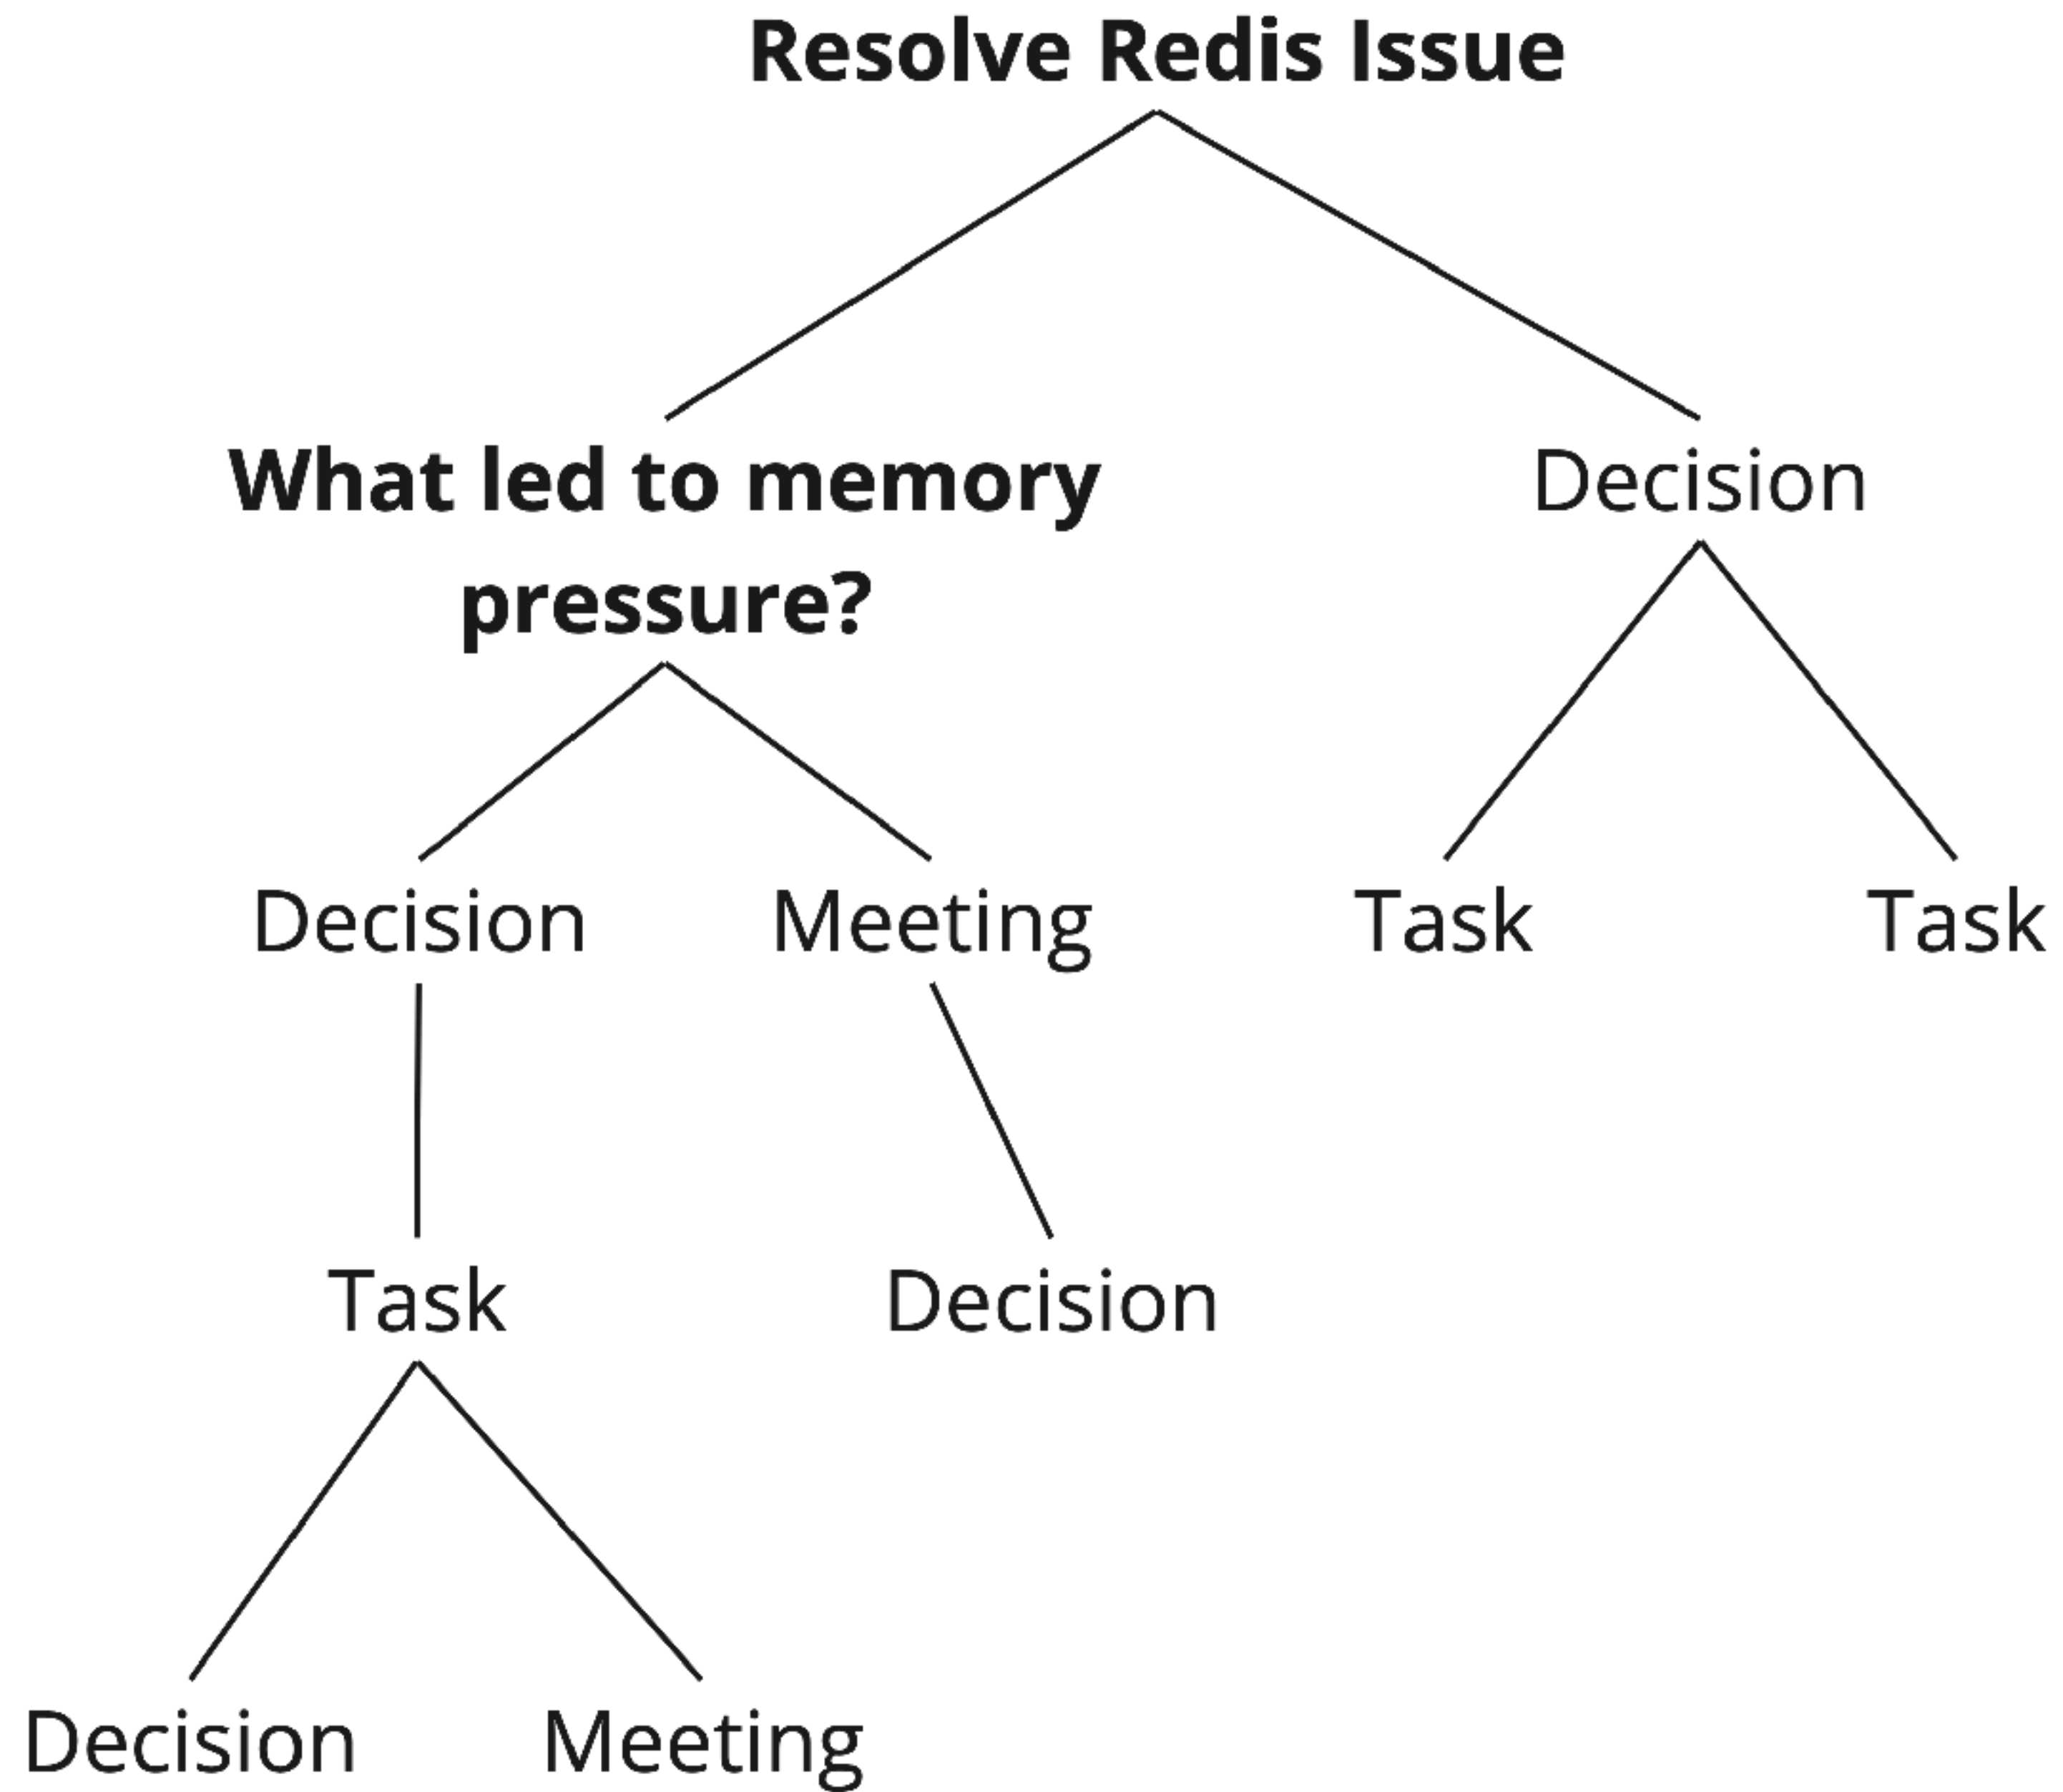 Resolve Redis Issue
What led to memory
pressure?
Decision
Decision
Meeting
Task
Task
Task
Decision
Decision
Meeting